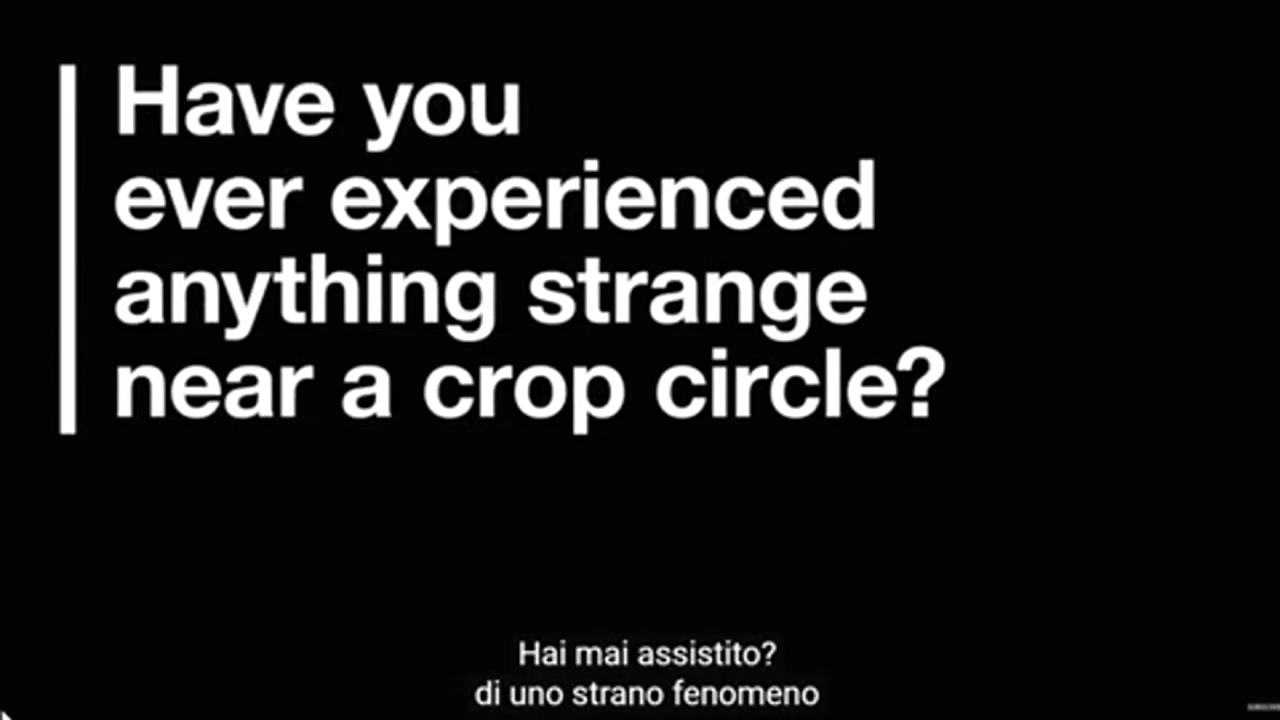 Have you
ever experienced
anything strange
near a crop circle?
Hai mai assistito?
di uno strano fenomeno